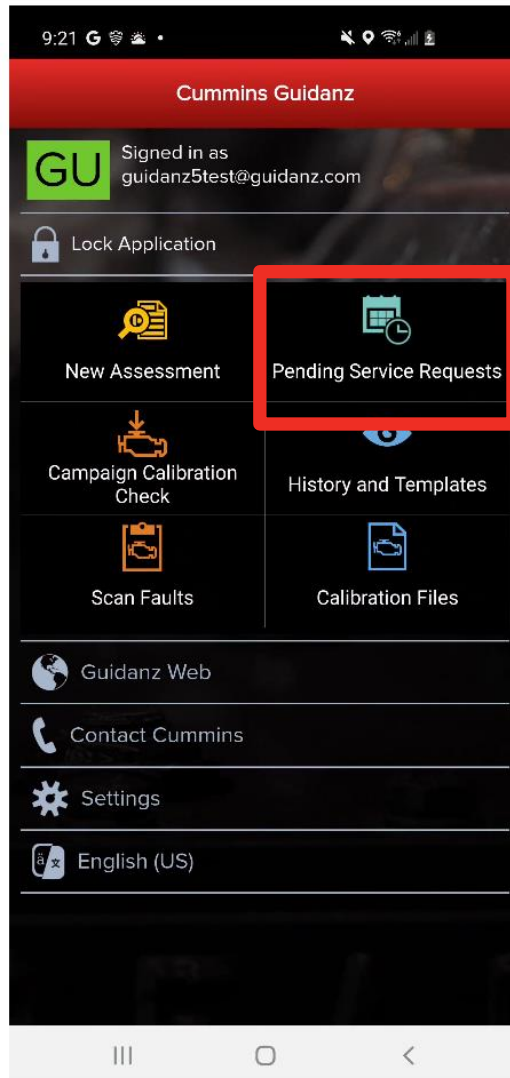 9:21 G
Cummins Guidanz
GU
Signed in as
guidanz5test@guidanz.com
Lock Application
New Assessment
Pending Service Requests
Campaign Calibration
Check
History and Templates
Scan Faults
Calibration Files
Guidanz Web
Contact Cummins
Settings
English (US)